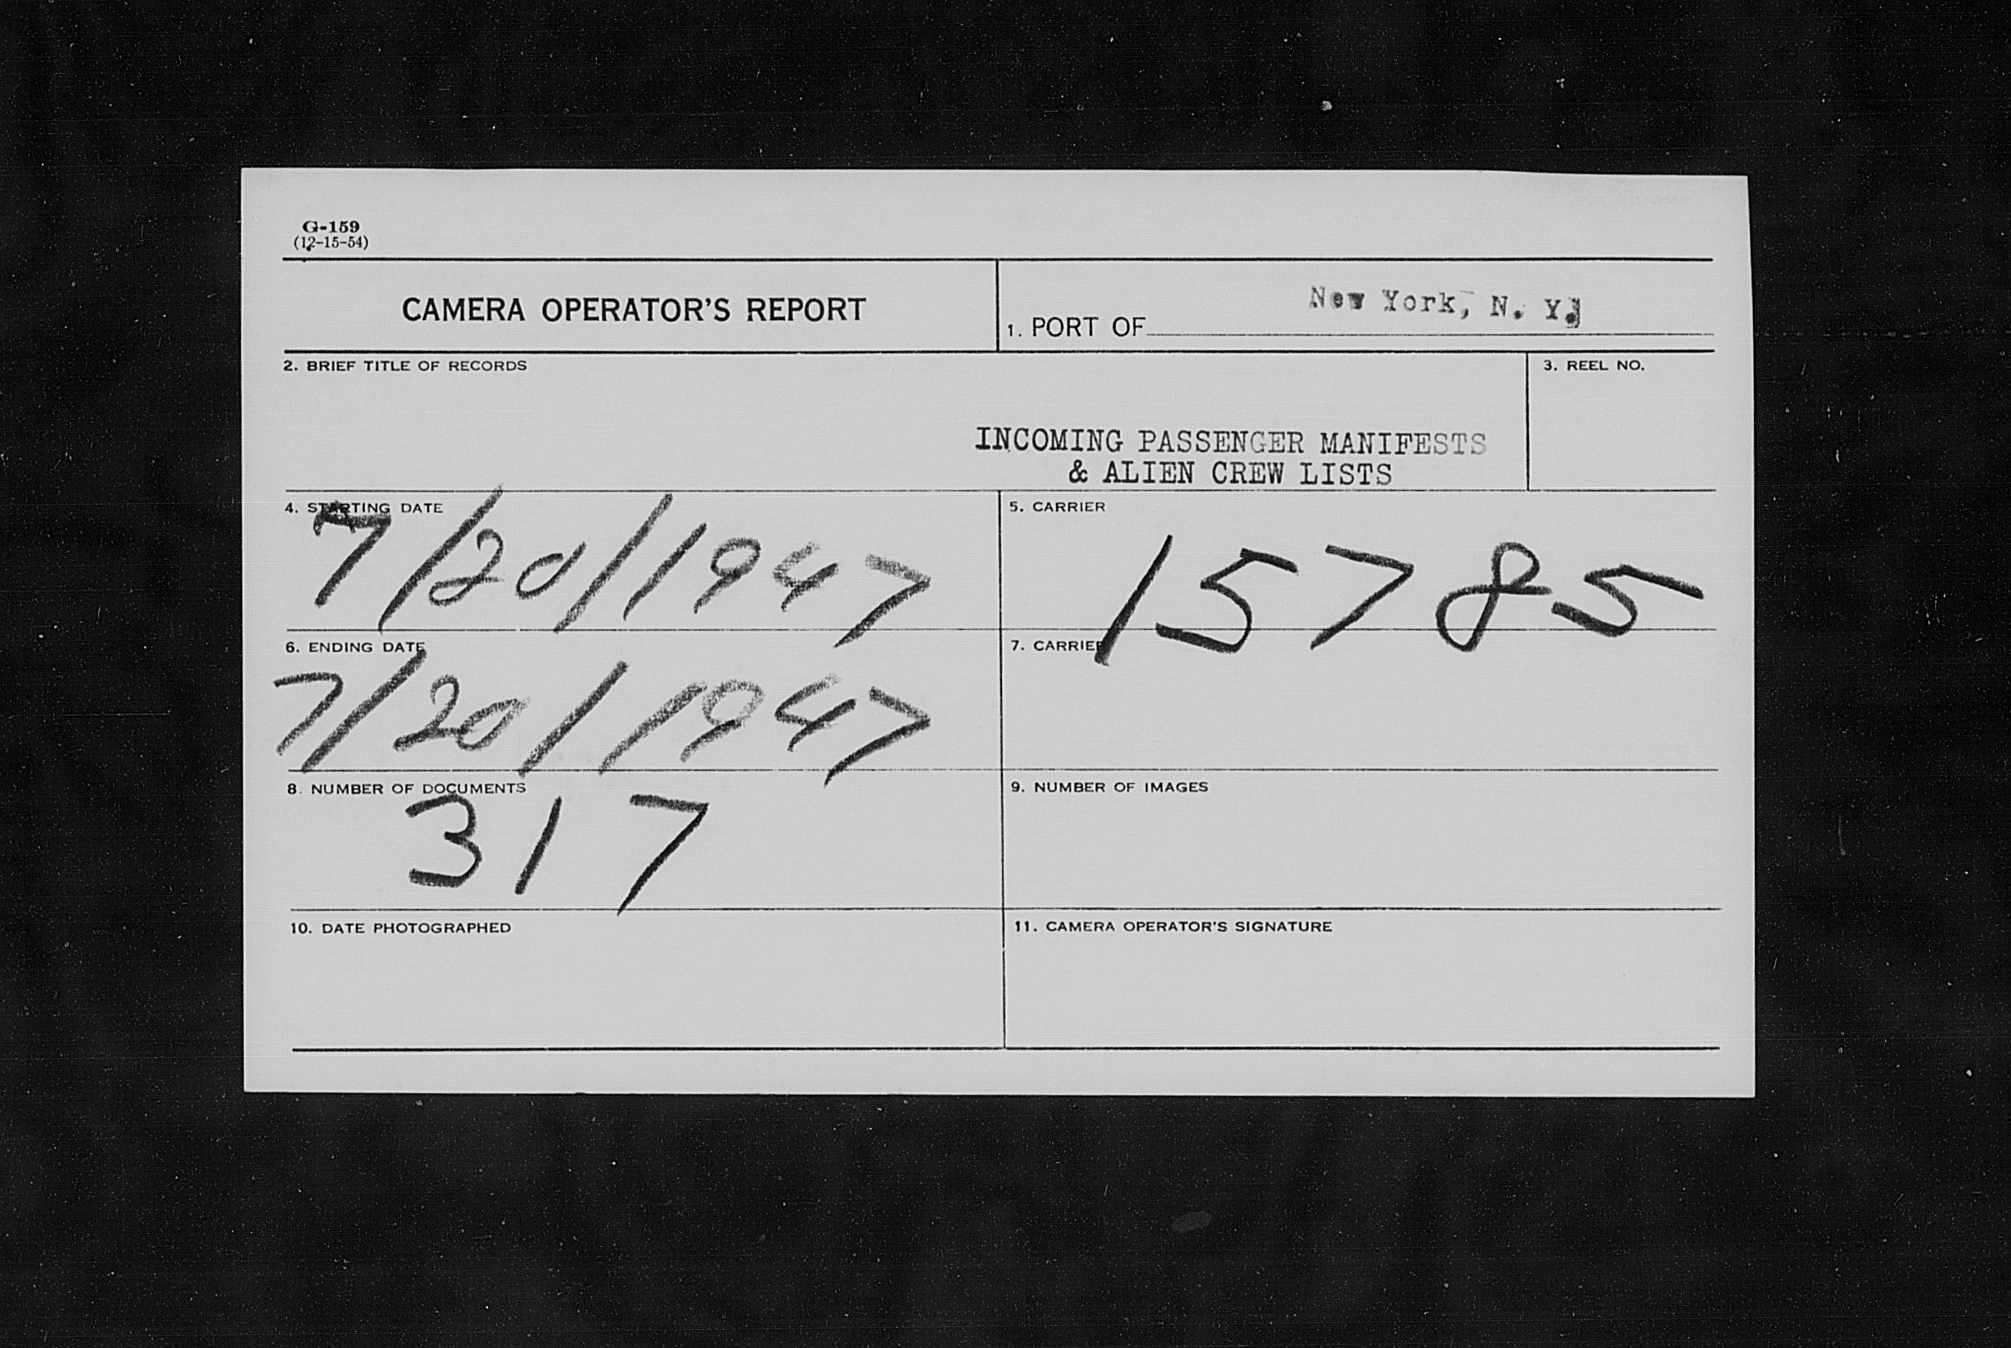 G-159
(12-15-54)
CAMERA OPERATOR'S REPORT
1. PORT OF New York, N. Y.
2. BRIEF TITLE OF RECORDS
INCOMING PASSENGER MANIFESTS
& ALIEN CREW LISTS
3. REEL NO.
4. STARTING DATE
7/20/1947
5. CARRIER
15785
6. ENDING DATE
7/20/1947
7. CARRIER
8. NUMBER OF DOCUMENTS
317
9. NUMBER OF IMAGES
10. DATE PHOTOGRAPHED
11. CAMERA OPERATOR'S SIGNATURE